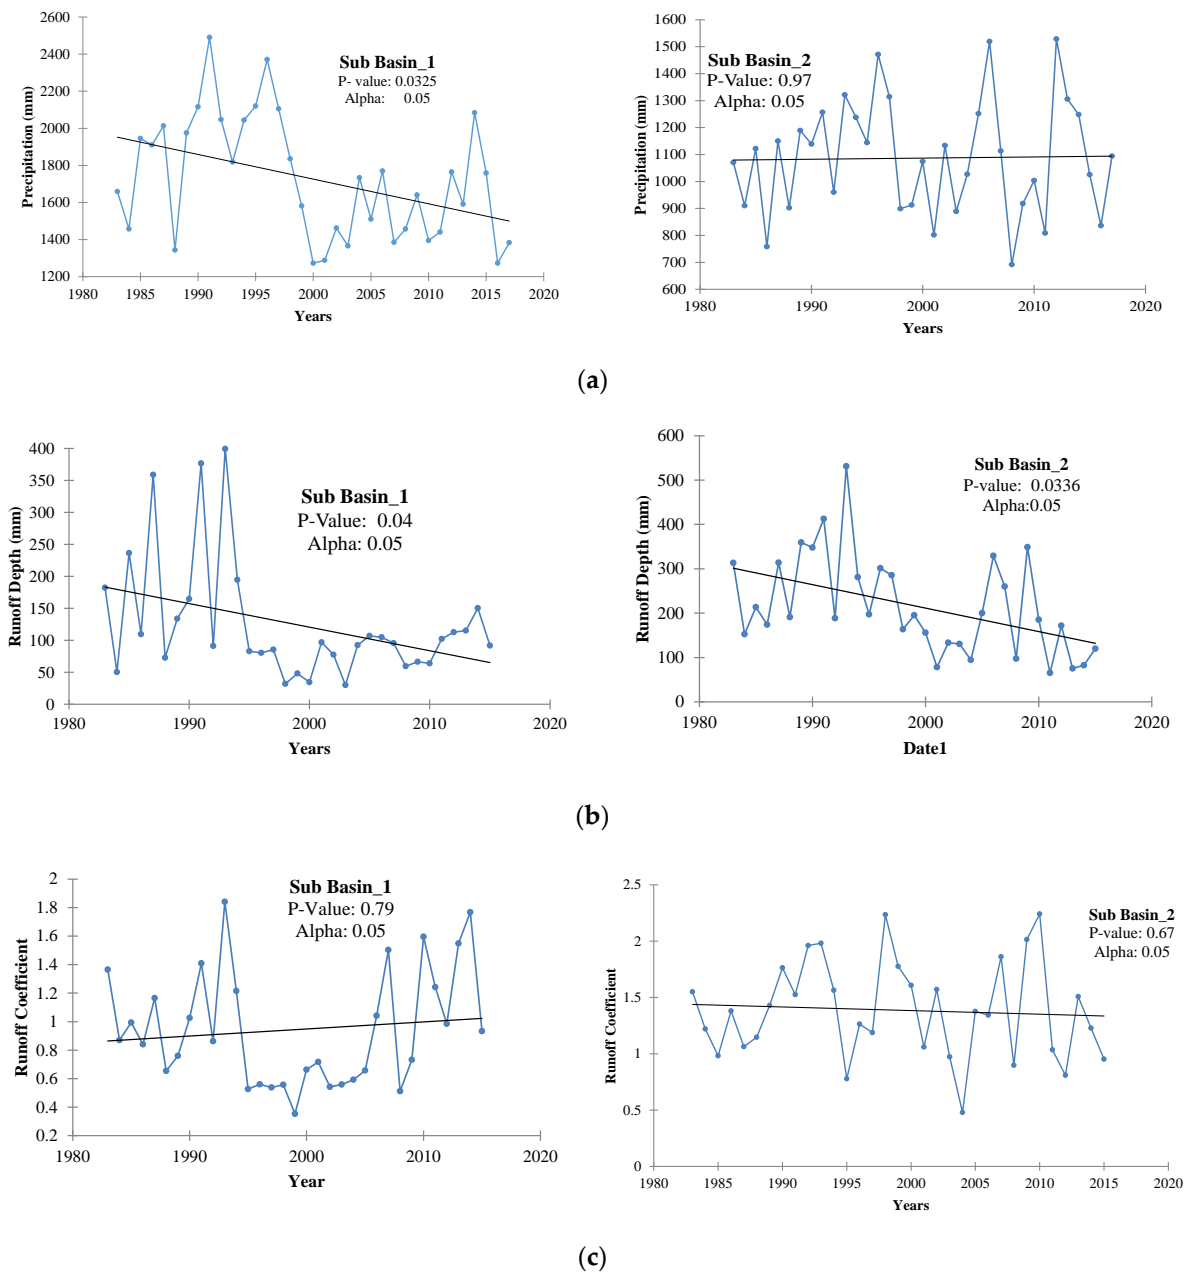 2600
2400
2200
2000
1800
1600
1400
1200
Precipitation (mm)
Sub Basin_1
P- value: 0.0325
Alpha: 0.05
1980 1985 1990 1995 2000 2005 2010 2015 2020
Years
1600
1500
1400
1300
1200
1100
1000
900
800
700
600
Precipitation (mm)
Sub Basin_2
P-Value: 0.97
Alpha: 0.05
1980 1990 2000 2010 2020
Years
(a)
400
350
300
250
200
150
100
50
0
Runoff Depth (mm)
Sub Basin_1
P-Value: 0.04
Alpha: 0.05
1980 1990 2000 2010 2020
Years
600
500
400
300
200
100
0
Runoff Depth (mm)
Sub Basin_2
P-value: 0.0336
Alpha:0.05
1980 1990 2000 2010 2020
Date1
(b)
2
1.8
1.6
1.4
1.2
1
0.8
0.6
0.4
0.2
Runoff Coefficient
Sub Basin_1
P-Value: 0.79
Alpha: 0.05
1980 1990 2000 2010 2020
Year
2.5
2
1.5
1
0.5
0
Runoff Coefficient
Sub Basin_2
P-value: 0.67
Alpha: 0.05
1980 1985 1990 1995 2000 2005 2010 2015 2020
Years
(c)